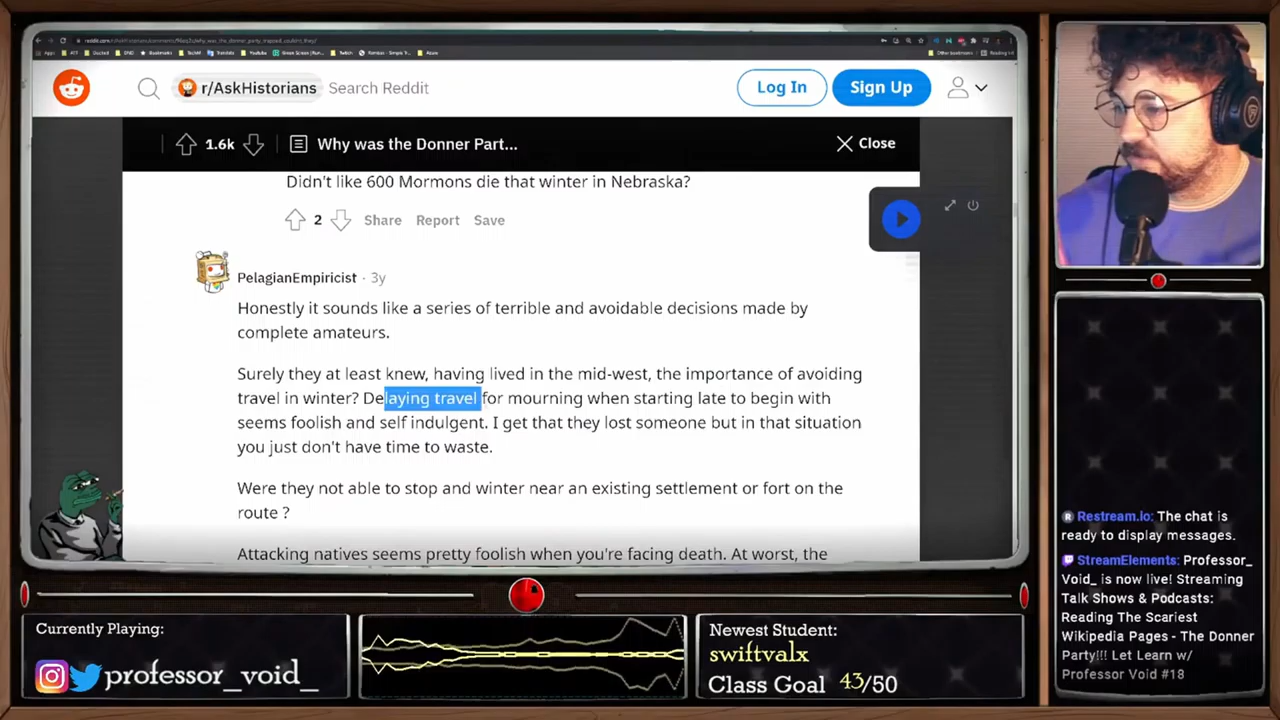 r/AskHistorians
Search Reddit
Log In
Sign Up
1.6k
Why was the Donner Part...
Close
Didn't like 600 Mormons die that winter in Nebraska?
2
Share
Report
Save
PelagianEmpiricist · 3y
Honestly it sounds like a series of terrible and avoidable decisions made by
complete amateurs.
Surely they at least knew, having lived in the mid-west, the importance of avoiding
travel in winter? Delaying travel for mourning when starting late to begin with
seems foolish and self indulgent. I get that they lost someone but in that situation
you just don't have time to waste.
Were they not able to stop and winter near an existing settlement or fort on the
route ?
Attacking natives seems pretty foolish when you're facing death. At worst, the
Restream.io: The chat is
ready to display messages.
StreamElements: Professor_
Void_ is now live! Streaming
Talk Shows & Podcasts:
Reading The Scariest
Wikipedia Pages - The Donner
Party!!! Let Learn w/
Professor Void #18
Currently Playing:
professor_void_
Newest Student:
swiftvalx
Class Goal 43/50